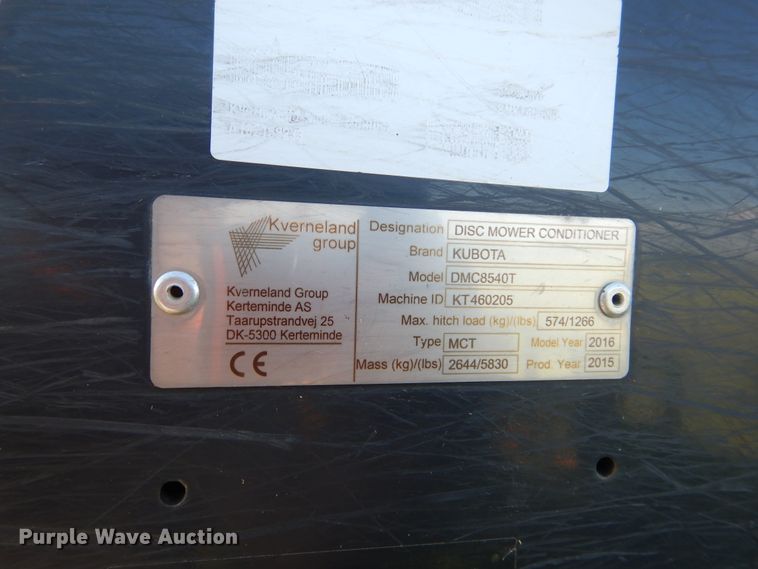 Kverneland
group
Kverneland Group
Kerteminde AS
Taarupstrandvej 25
DK-5300 Kerteminde
CE
Designation DISC MOWER CONDITIONER
Brand KUBOTA
Model DMC8540T
Machine ID KT460205
Max. hitch load (kg)/(lbs) 574/1266
Type MCT Model Year 2016
Mass (kg)/(lbs) 2644/5830 Prod. Year 2015
Purple Wave Auction